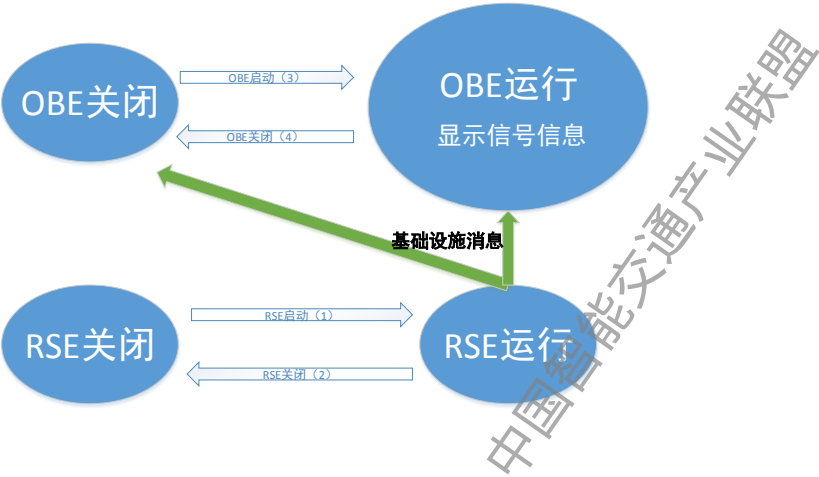 OBE启动（3）
OBE关闭
OBE运行
显示信号信息
OBE关闭（4）
基础设施消息
RSE启动（1）
RSE关闭
RSE运行
RSE关闭（2）
中国智能交通产业联盟